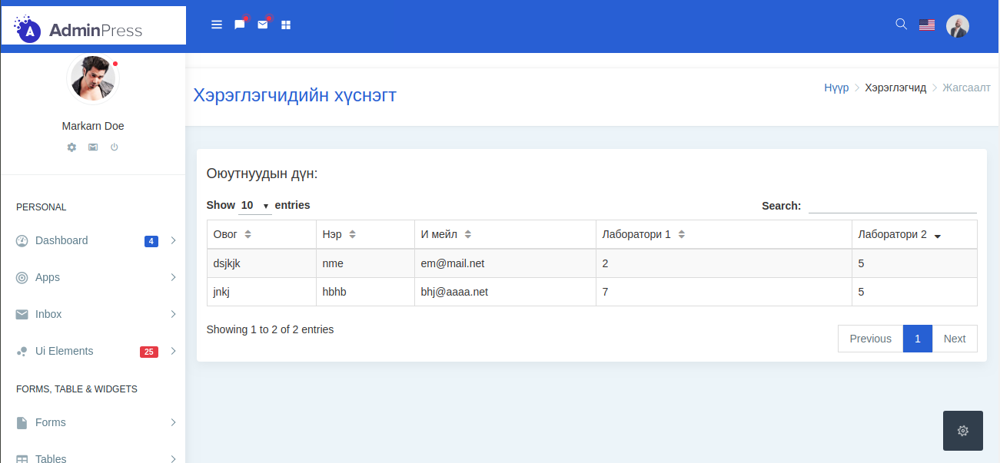 AdminPress
Markarn Doe
PERSONAL
Dashboard 4
Apps
Inbox
Ui Elements 25
FORMS, TABLE & WIDGETS
Forms
Tables
Хэрэглэгчидийн хүснэгт
Нүүр > Хэрэглэгчид > Жагсаалт
Оюутнуудын дүн:
Show 10 entries Search:
Овог Нэр И мейл Лаборатори 1 Лаборатори 2
dsjkjk nme em@mail.net 2 5
jnkj hbhb bhj@aaaa.net 7 5
Showing 1 to 2 of 2 entries
Previous 1 Next